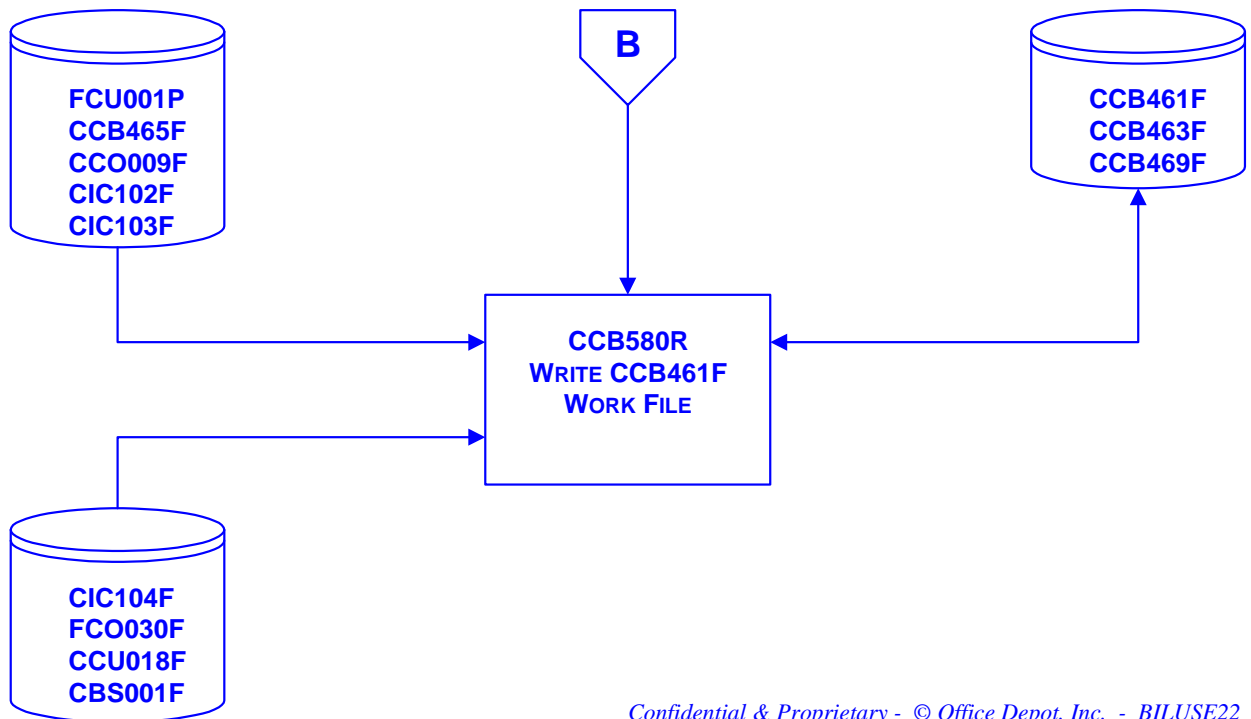 B
FCU001P
CCB465F
CCO009F
CIC102F
CIC103F
CCB461F
CCB463F
CCB469F
CCB580R
WRITE CCB461F
WORK FILE
CIC104F
FCO030F
CCU018F
CBS001F
Confidential & Proprietary - © Office Depot, Inc. - BILUSE22